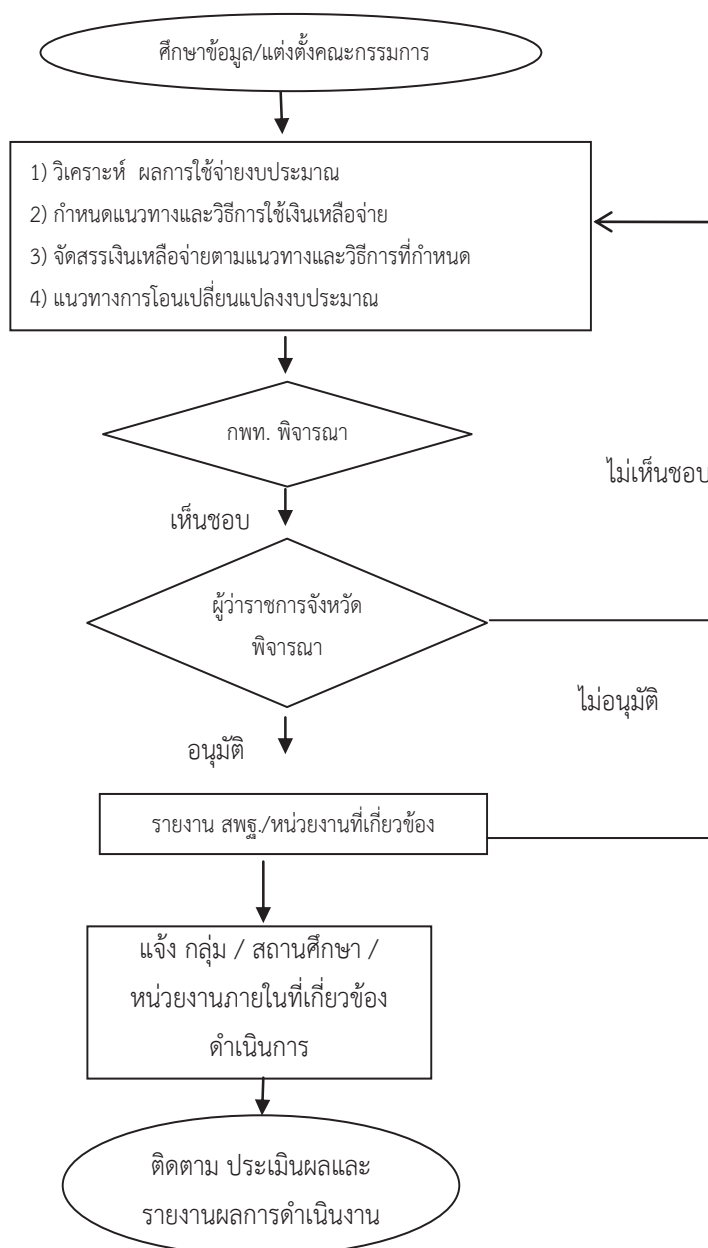 ศึกษาข้อมูล/แต่งตั้งคณะกรรมการ
1) วิเคราะห์ ผลการใช้จ่ายงบประมาณ
2) กำหนดแนวทางและวิธีการใช้เงินเหลือจ่าย
3) จัดสรรเงินเหลือจ่ายตามแนวทางและวิธีการที่กำหนด
4) แนวทางการโอนเปลี่ยนแปลงงบประมาณ
กพท. พิจารณา
ไม่เห็นชอบ
เห็นชอบ
ผู้ว่าราชการจังหวัด
พิจารณา
ไม่อนุมัติ
อนุมัติ
รายงาน สพฐ./หน่วยงานที่เกี่ยวข้อง
แจ้ง กลุ่ม / สถานศึกษา /
หน่วยงานภายในที่เกี่ยวข้อง
ดำเนินการ
ติดตาม ประเมินผลและ
รายงานผลการดำเนินงาน